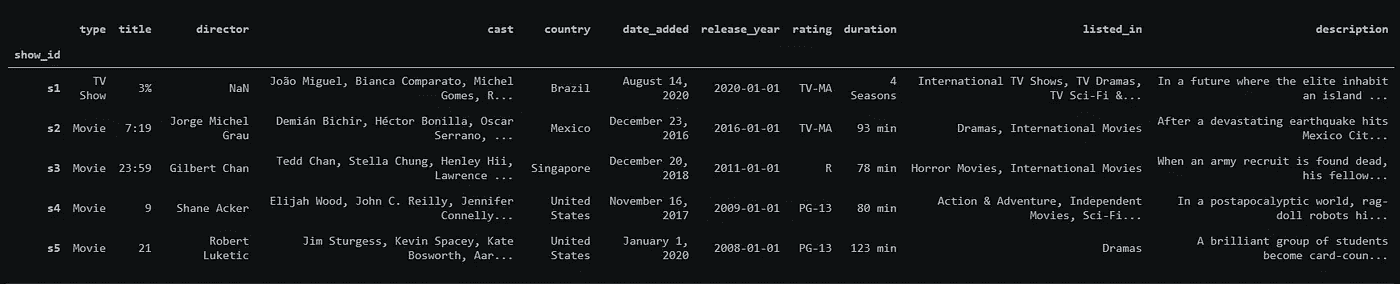 type title director cast country date_added release_year rating duration listed_in description
show_id
s1 TV Show 3% NaN João Miguel, Bianca Comparato, Michel Gomes, R... Brazil August 14, 2020 2020-01-01 TV-MA 4 Seasons International TV Shows, TV Dramas, TV Sci-Fi &... In a future where the elite inhabit an island ...
s2 Movie 7:19 Jorge Michel Grau Demián Bichir, Héctor Bonilla, Oscar Serrano, ... Mexico December 23, 2016 2016-01-01 TV-MA 93 min Dramas, International Movies After a devastating earthquake hits Mexico Cit...
s3 Movie 23:59 Gilbert Chan Tedd Chan, Stella Chung, Henley Hii, Lawrence ... Singapore December 20, 2018 2011-01-01 R 78 min Horror Movies, International Movies When an army recruit is found dead, his fellow...
s4 Movie 9 Shane Acker Elijah Wood, John C. Reilly, Jennifer Connelly... United States November 16, 2017 2009-01-01 PG-13 80 min Action & Adventure, Independent Movies, Sci-Fi... In a postapocalyptic world, rag-doll robots hi...
s5 Movie 21 Robert Luketic Jim Sturgess, Kevin Spacey, Kate Bosworth, Aar... United States January 1, 2020 2008-01-01 PG-13 123 min Dramas A brilliant group of students become card-coun...